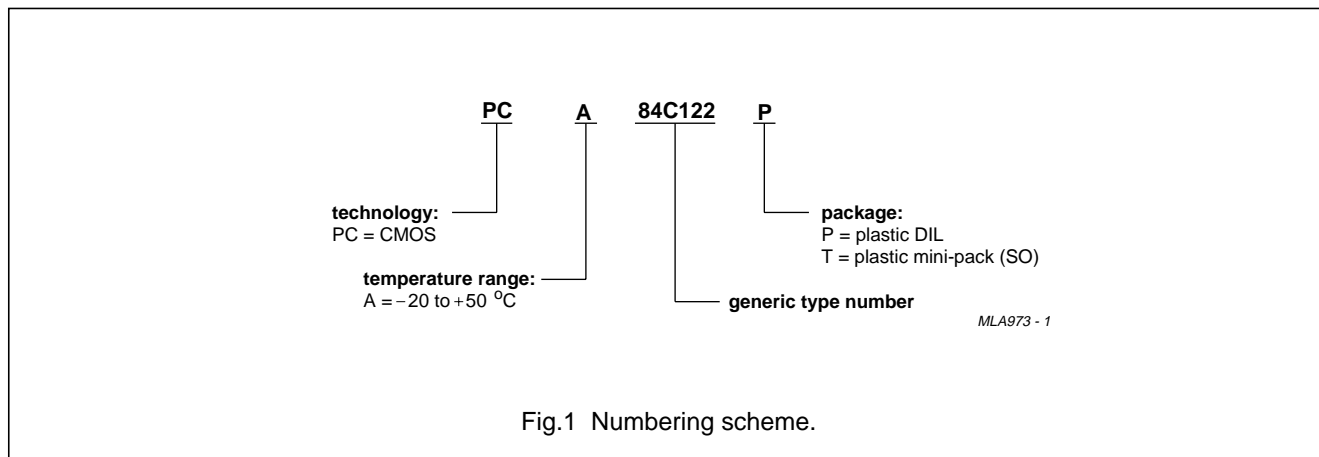 PC A 84C122 P
technology:
PC = CMOS
temperature range:
A = −20 to +50 °C
package:
P = plastic DIL
T = plastic mini-pack (SO)
generic type number
MLA973 - 1
Fig.1 Numbering scheme.